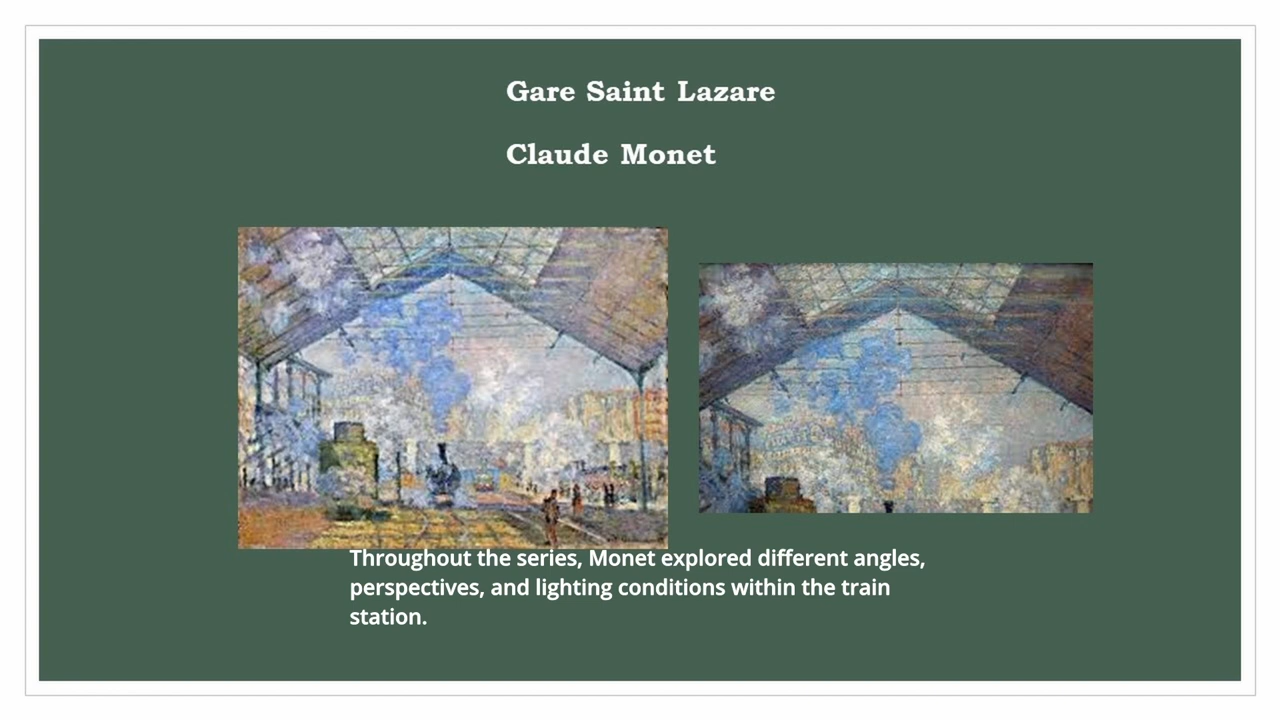 Gare Saint Lazare
Claude Monet
Throughout the series, Monet explored different angles,
perspectives, and lighting conditions within the train
station.